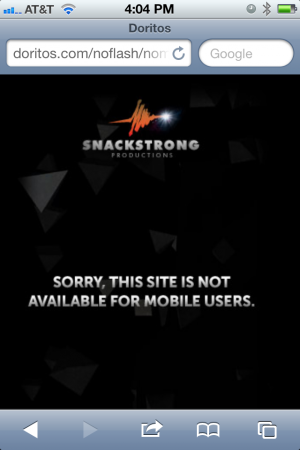 AT&T 4:04 PM
Doritos
doritos.com/noflash/nom Google
SNACKSTRONG
PRODUCTIONS
SORRY, THIS SITE IS NOT
AVAILABLE FOR MOBILE USERS.